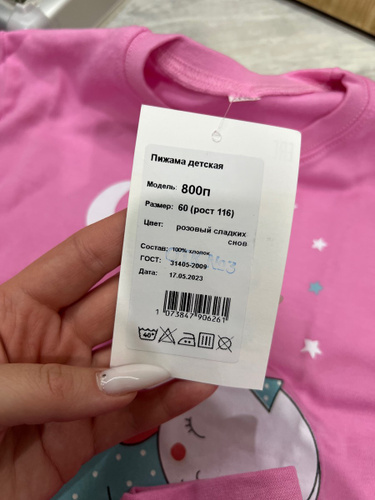 Пижама детская
Модель: 800п
Размер: 60 (рост 116)
Цвет: розовый сладких
снов
Состав: 100% хлопок
ГОСТ: 31405-2009
Дата: 17.05.2023
1 073847 906261
40°